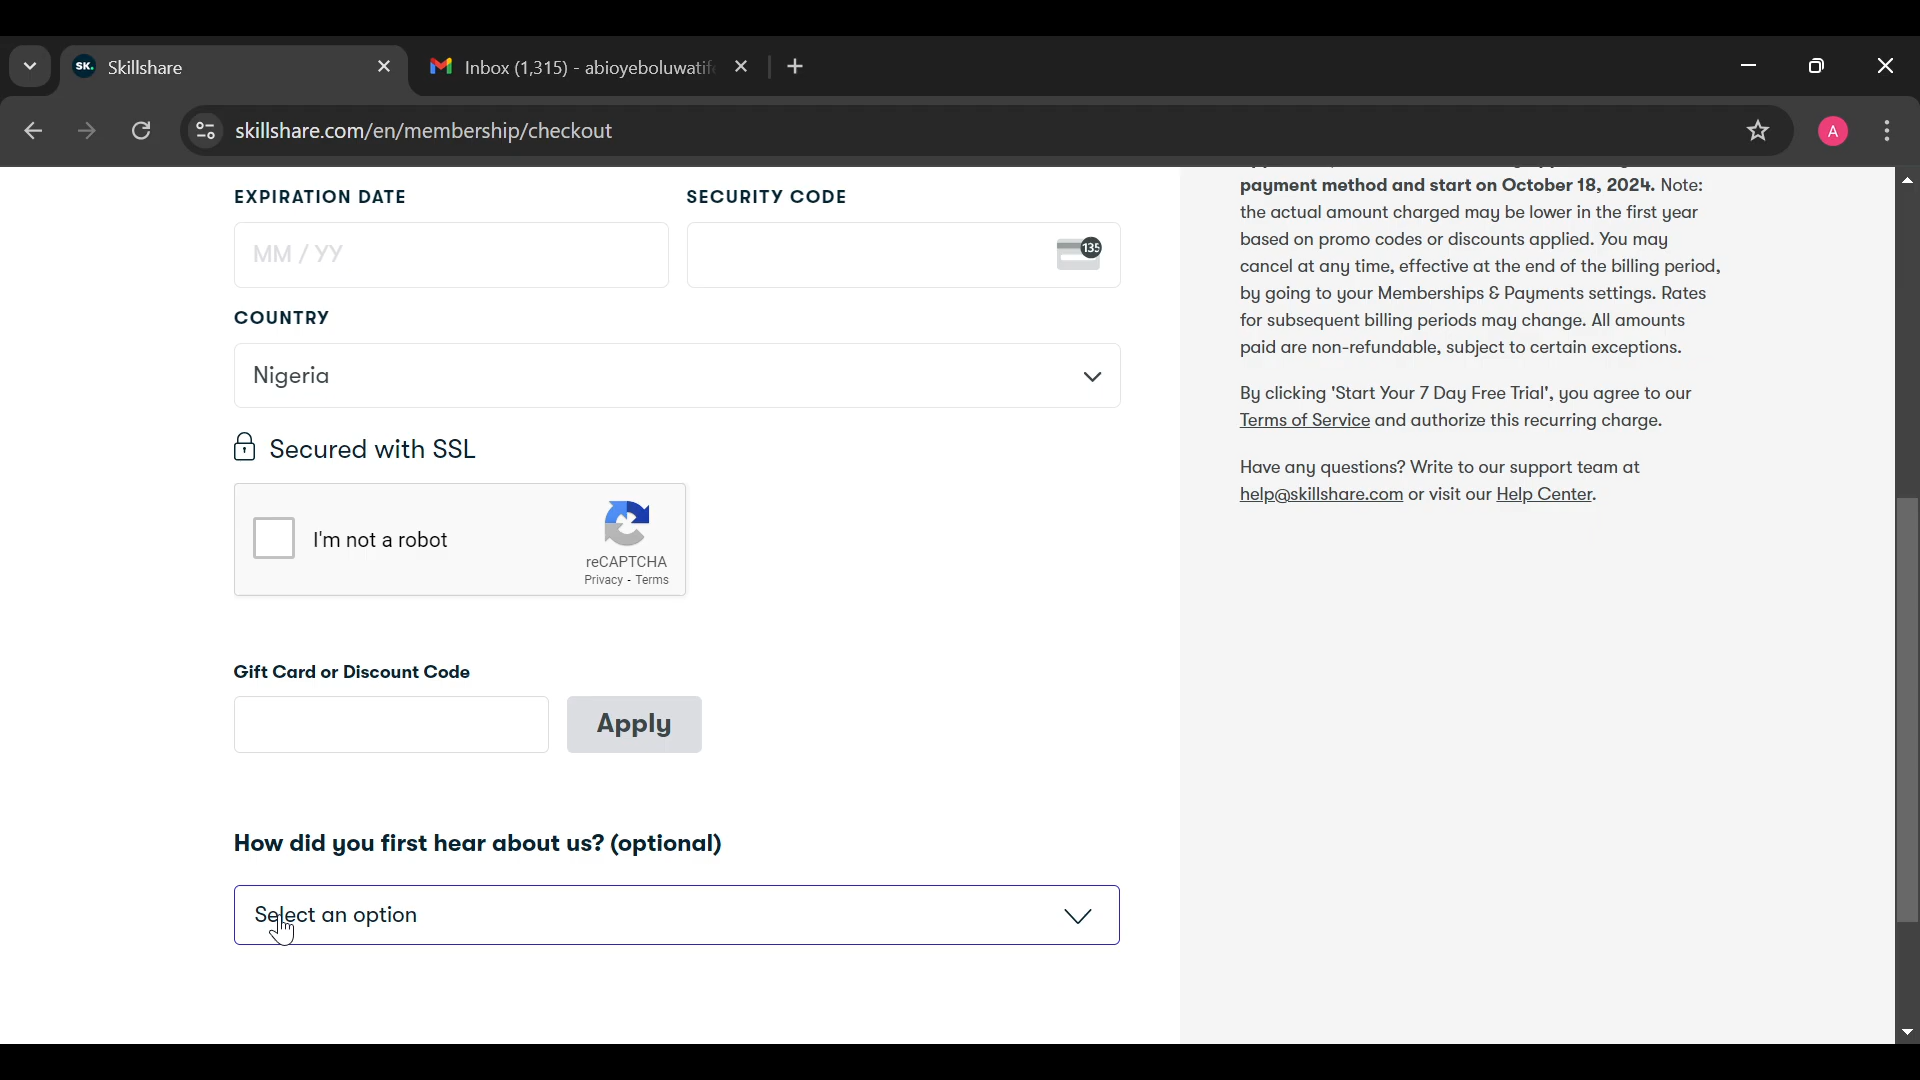 SK. Skillshare
Inbox (1,315) - abioyeboluwatif
skillshare.com/en/membership/checkout
A
EXPIRATION DATE
SECURITY CODE
MM / YY
135
COUNTRY
Nigeria
Secured with SSL
I'm not a robot
reCAPTCHA
Privacy - Terms
Gift Card or Discount Code
Apply
How did you first hear about us? (optional)
Select an option
payment method and start on October 18, 2024. Note:
the actual amount charged may be lower in the first year
based on promo codes or discounts applied. You may
cancel at any time, effective at the end of the billing period,
by going to your Memberships & Payments settings. Rates
for subsequent billing periods may change. All amounts
paid are non-refundable, subject to certain exceptions.
By clicking 'Start Your 7 Day Free Trial', you agree to our
Terms of Service and authorize this recurring charge.
Have any questions? Write to our support team at
help@skillshare.com or visit our Help Center.